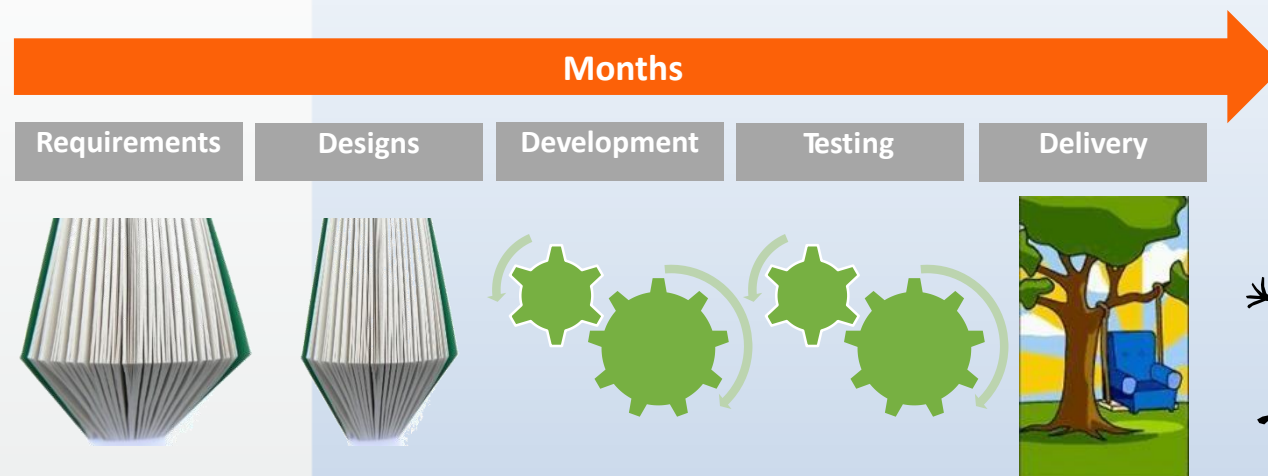 Months
Requirements
Designs
Development
Testing
Delivery